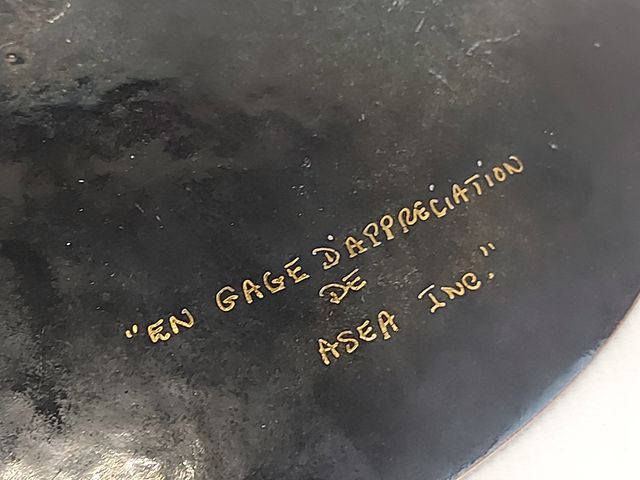 "EN GAGE D'APPRECIATION
DE
ASEA INC."